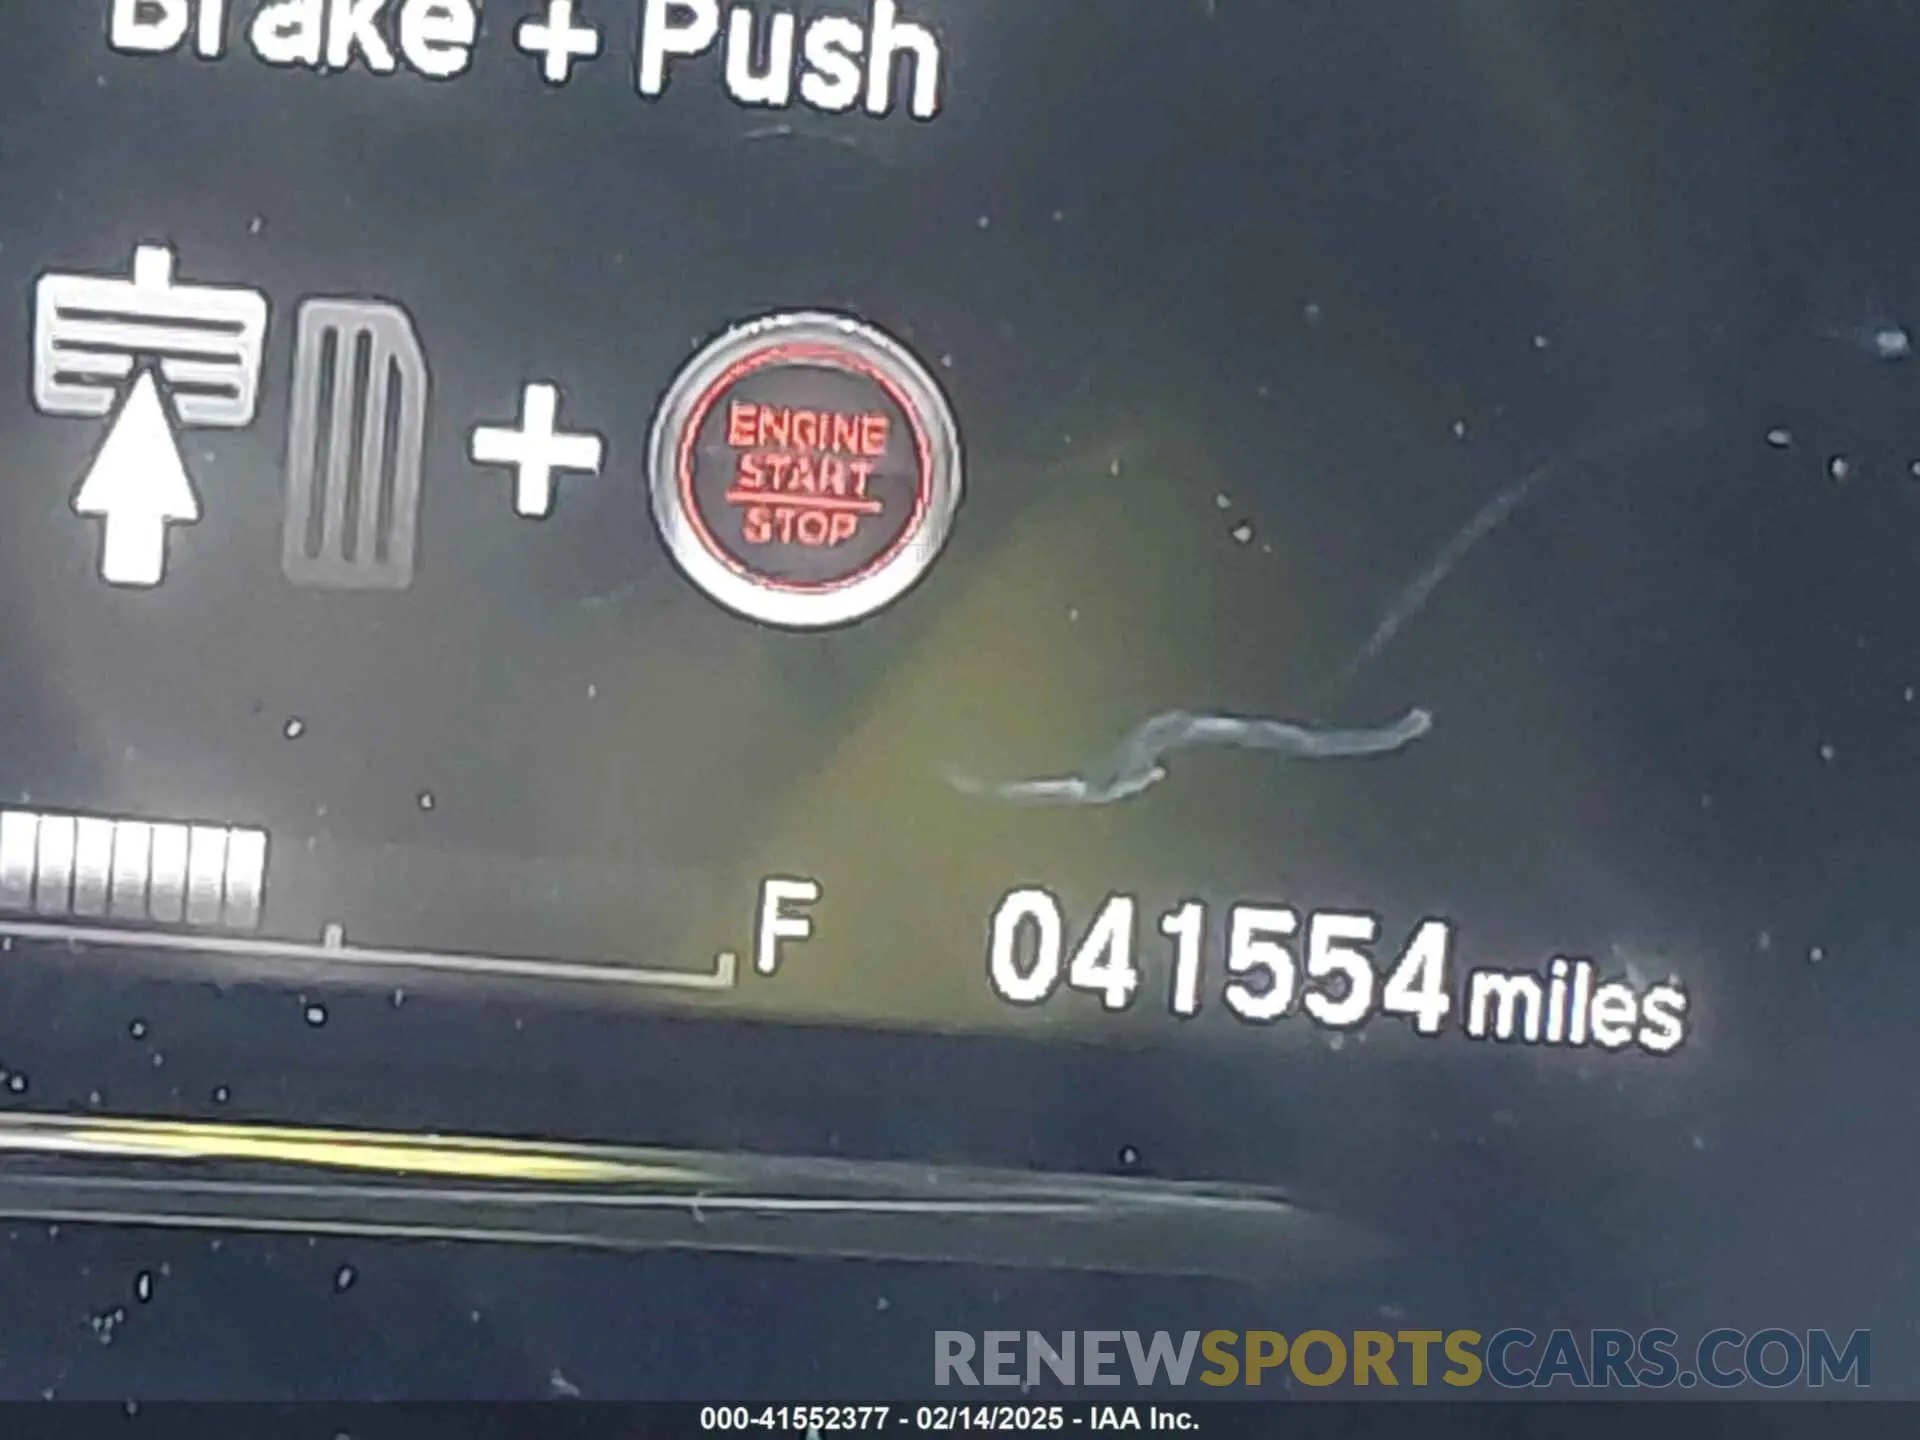 Brake + Push
+
ENGINE
START
STOP
F
041554 miles
RENEWSPORTSCARS.COM
000-41552377 - 02/14/2025 - IAA Inc.